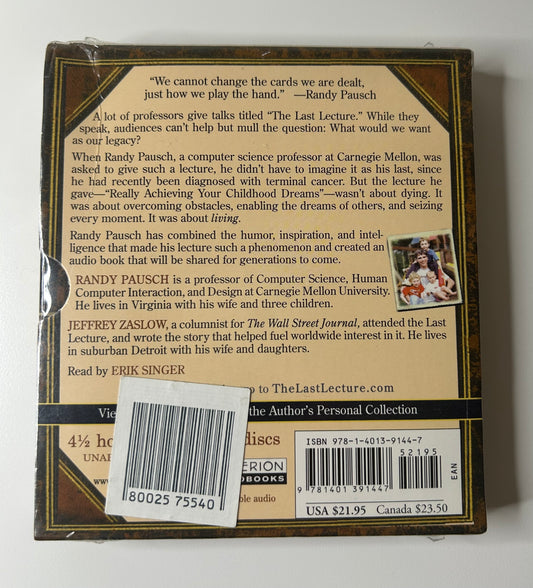 “We cannot change the cards we are dealt,
just how we play the hand.” —Randy Pausch
A lot of professors give talks titled “The Last Lecture.” While they
speak, audiences can’t help but mull the question: What would we want
as our legacy?
When Randy Pausch, a computer science professor at Carnegie Mellon, was
asked to give such a lecture, he didn’t have to imagine it as his last, since
he had recently been diagnosed with terminal cancer. But the lecture he
gave—“Really Achieving Your Childhood Dreams”—wasn’t about dying. It
was about overcoming obstacles, enabling the dreams of others, and seizing
every moment. It was about living.
Randy Pausch has combined the humor, inspiration, and intel-
ligence that made his lecture such a phenomenon and created an
audio book that will be shared for generations to come.
RANDY PAUSCH is a professor of Computer Science, Human
Computer Interaction, and Design at Carnegie Mellon University.
He lives in Virginia with his wife and three children.
JEFFREY ZASLOW, a columnist for The Wall Street Journal, attended the Last
Lecture, and wrote the story that helped fuel worldwide interest in it. He lives
in suburban Detroit with his wife and daughters.
Read by ERIK SINGER
to TheLastLecture.com
the Author’s Personal Collection
4½ discs
80025 75540
ISBN 978-1-4013-9144-7
52195
EAN
9 781401 391447
USA $21.95 Canada $23.50